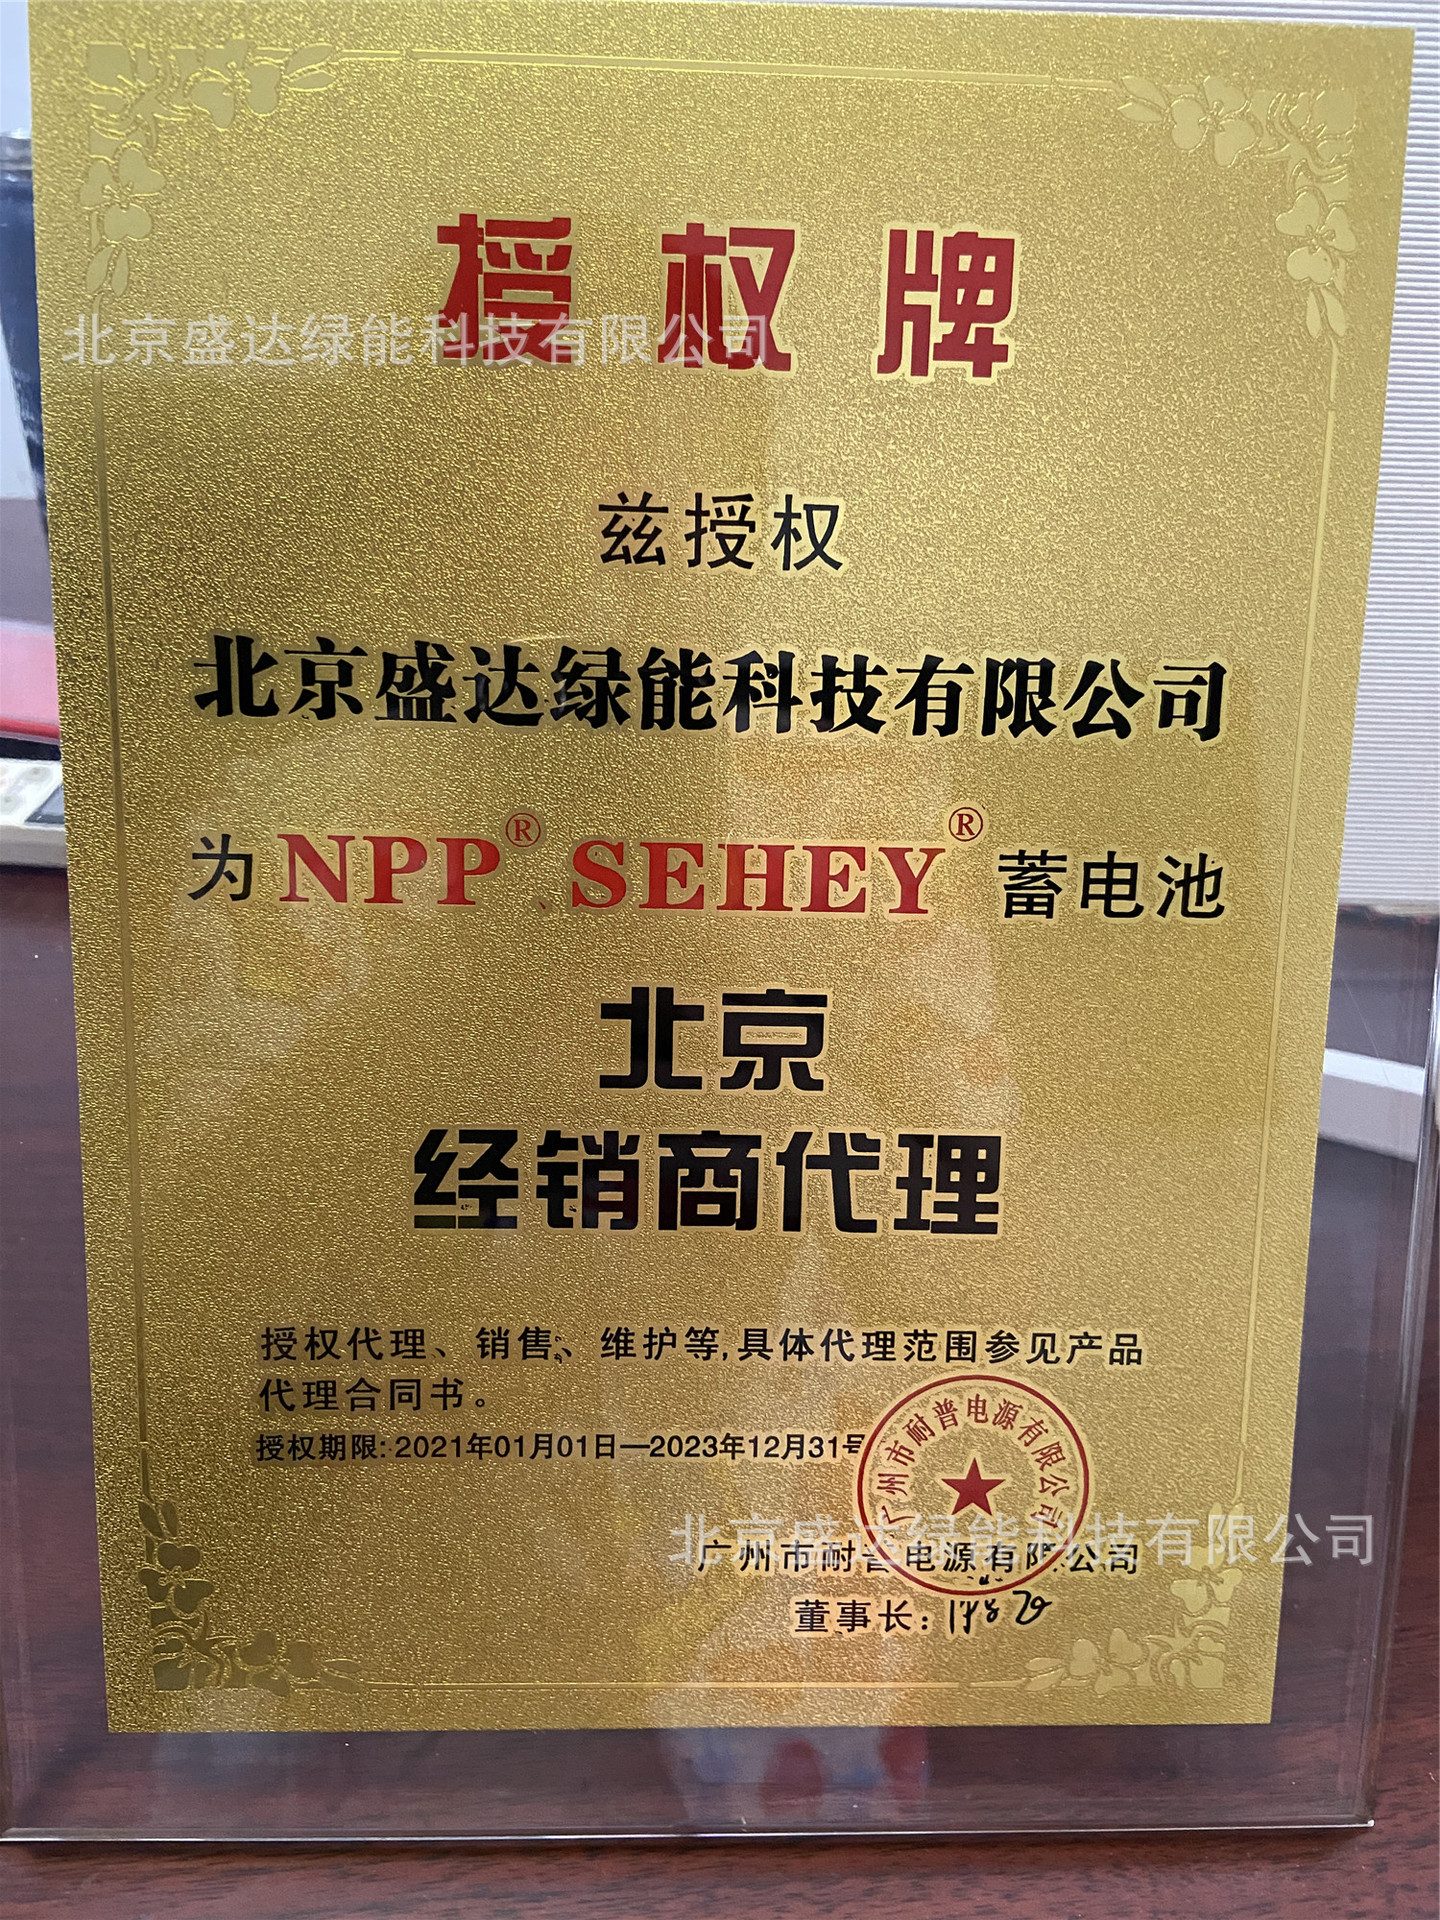 授权牌
北京盛达绿能科技有限公司
兹授权
北京盛达绿能科技有限公司
为NPP®、SEHEY®蓄电池
北京
经销商代理
授权代理、销售、维护等,具体代理范围参见产品
代理合同书。
授权期限:2021年01月01日—2023年12月31号
广州市耐普电源有限公司
北京盛达绿能科技有限公司
广州市耐普电源有限公司
董事长: